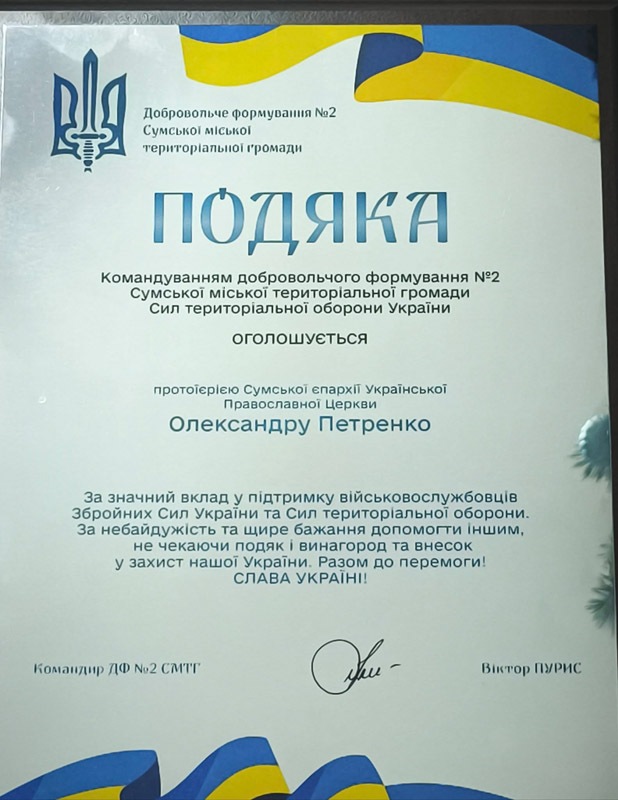 Добровольче формування №2
Сумської міської
територіальної громади
ПОДЯКА
Командуванням добровольчого формування №2
Сумської міської територіальної громади
Сил територіальної оборони України
ОГОЛОШУЄТЬСЯ
протоієрією Сумської єпархії Української
Православної Церкви
Олександру Петренко
За значний вклад у підтримку військовослужбовців
Збройних Сил України та Сил територіальної оборони.
За небайдужість та щире бажання допомогти іншим,
не чекаючи подяк і винагород та внесок
у захист нашої України. Разом до перемоги!
СЛАВА УКРАЇНІ!
Командир ДФ №2 СМТГ
Віктор ПУРИС